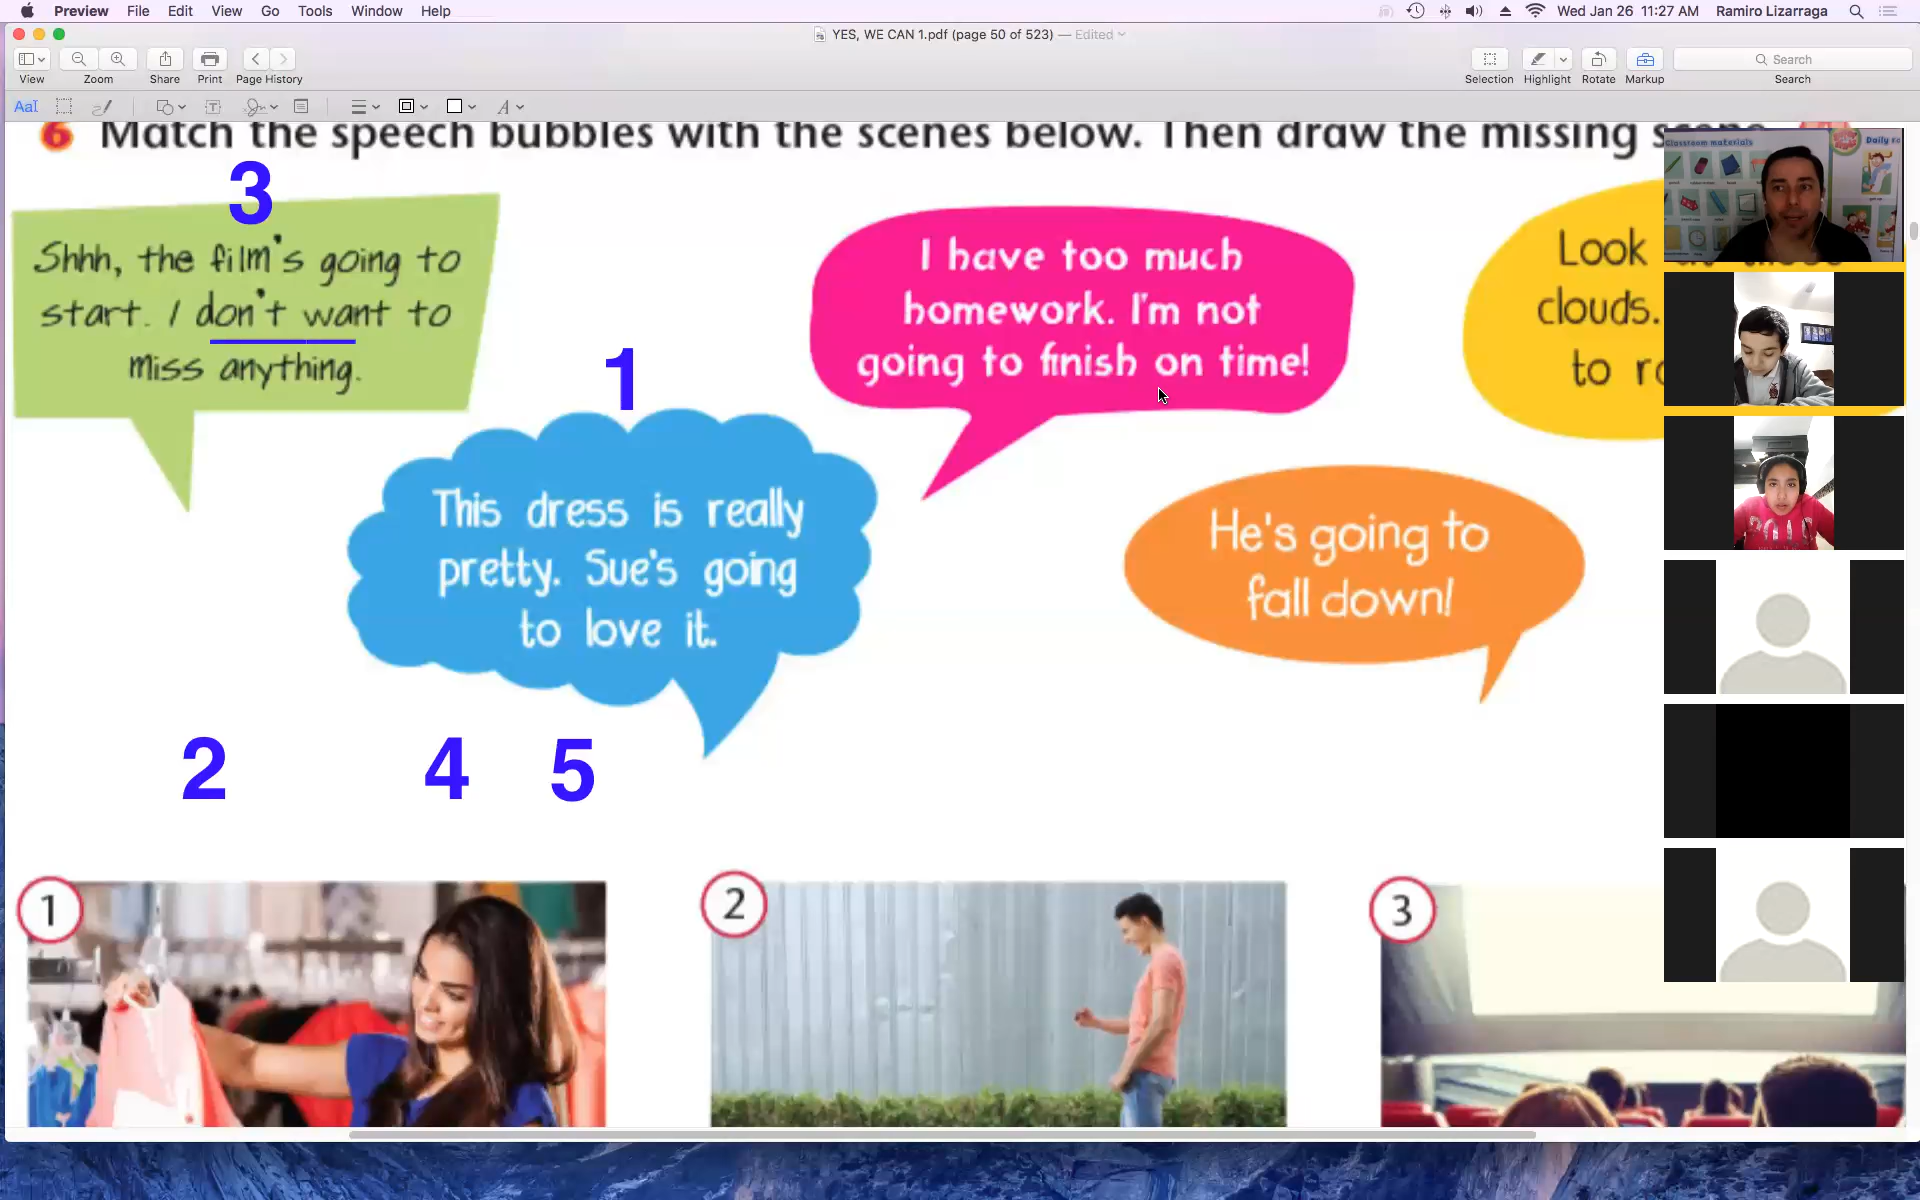 Preview File Edit View Go Tools Window Help
Wed Jan 26 11:27 AM Ramiro Lizarraga
YES, WE CAN 1.pdf (page 50 of 523) — Edited
View Zoom Share Print Page History
Search
Selection Highlight Rotate Markup Search
AaI T A
6 Match the speech bubbles with the scenes below. Then draw the missing
3
Shhh, the film's going to
start. I don't want to
miss anything.
I have too much
homework. I'm not
going to finish on time!
Look
clouds.
to
1
This dress is really
pretty. Sue's going
to love it.
He's going to
fall down!
2 4 5
1
2
3
Classroom materials
Daily